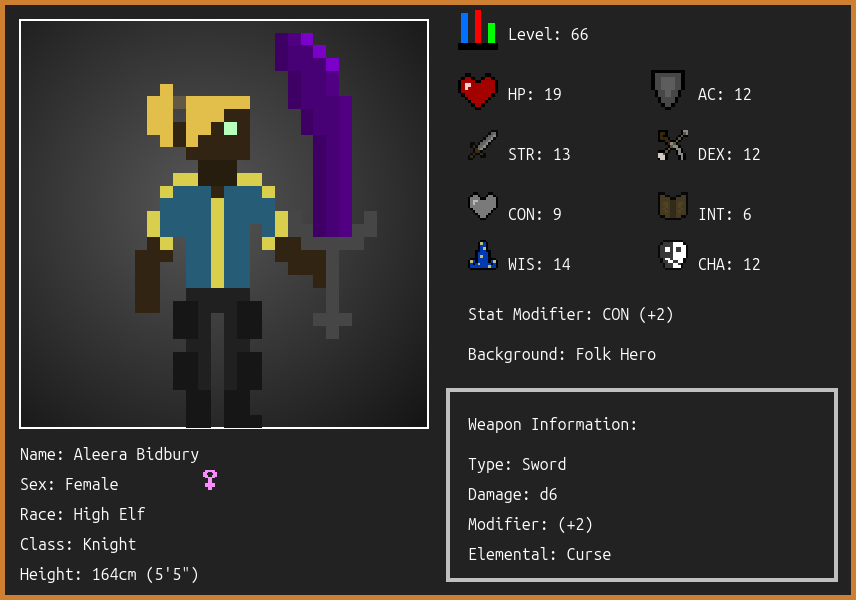 Level: 66
HP: 19
AC: 12
STR: 13
DEX: 12
CON: 9
INT: 6
WIS: 14
CHA: 12
Stat Modifier: CON (+2)
Background: Folk Hero
Weapon Information:
Type: Sword
Damage: d6
Modifier: (+2)
Elemental: Curse
Name: Aleera Bidbury
Sex: Female
Race: High Elf
Class: Knight
Height: 164cm (5'5")